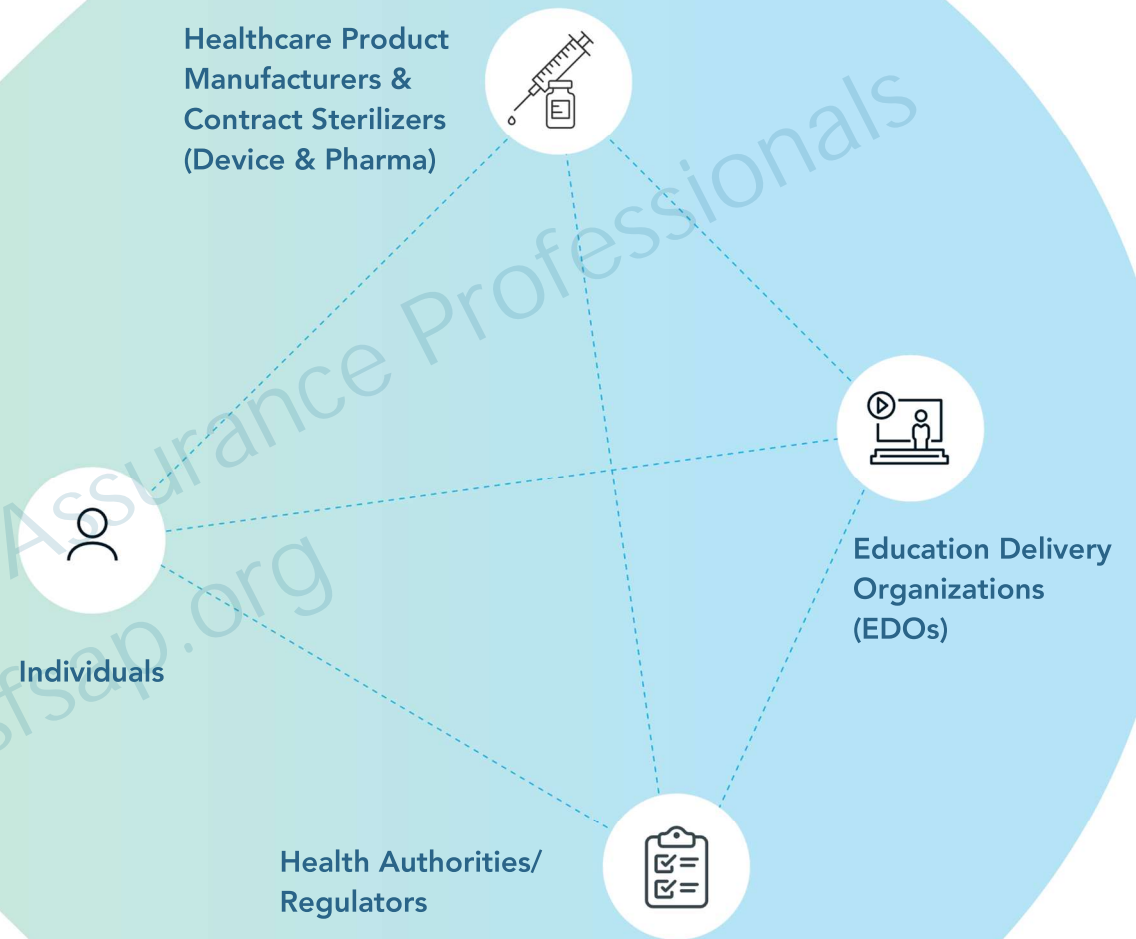 Healthcare Product
Manufacturers &
Contract Sterilizers
(Device & Pharma)
Assurance Professionals
Education Delivery
Organizations
(EDOs)
Individuals
sfsap.org
Health Authorities/
Regulators